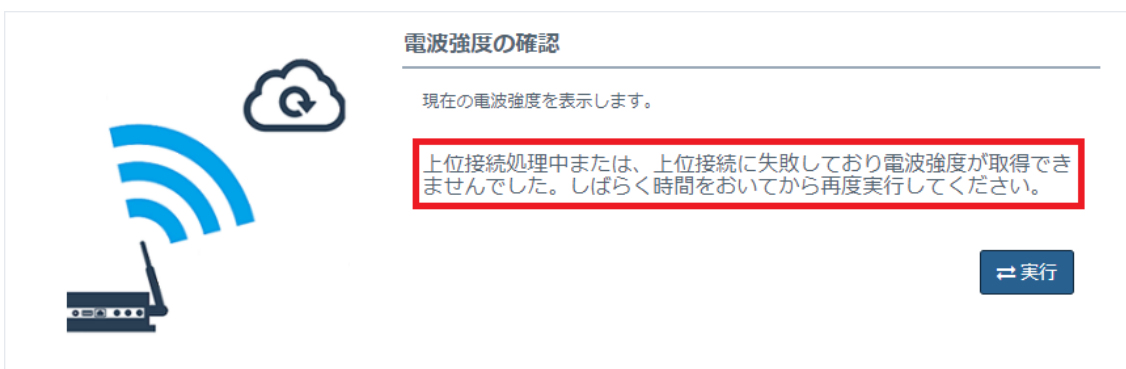 電波強度の確認
現在の電波強度を表示します。
上位接続処理中または、上位接続に失敗しており電波強度が取得でき
ませんでした。しばらく時間をおいてから再度実行してください。
実行